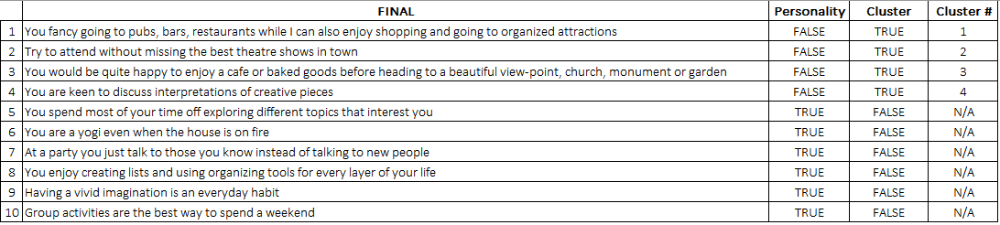 FINAL Personality Cluster Cluster #
1 You fancy going to pubs, bars, restaurants while I can also enjoy shopping and going to organized attractions FALSE TRUE 1
2 Try to attend without missing the best theatre shows in town FALSE TRUE 2
3 You would be quite happy to enjoy a cafe or baked goods before heading to a beautiful view-point, church, monument or garden FALSE TRUE 3
4 You are keen to discuss interpretations of creative pieces FALSE TRUE 4
5 You spend most of your time off exploring different topics that interest you TRUE FALSE N/A
6 You are a yogi even when the house is on fire TRUE FALSE N/A
7 At a party you just talk to those you know instead of talking to new people TRUE FALSE N/A
8 You enjoy creating lists and using organizing tools for every layer of your life TRUE FALSE N/A
9 Having a vivid imagination is an everyday habit TRUE FALSE N/A
10 Group activities are the best way to spend a weekend TRUE FALSE N/A